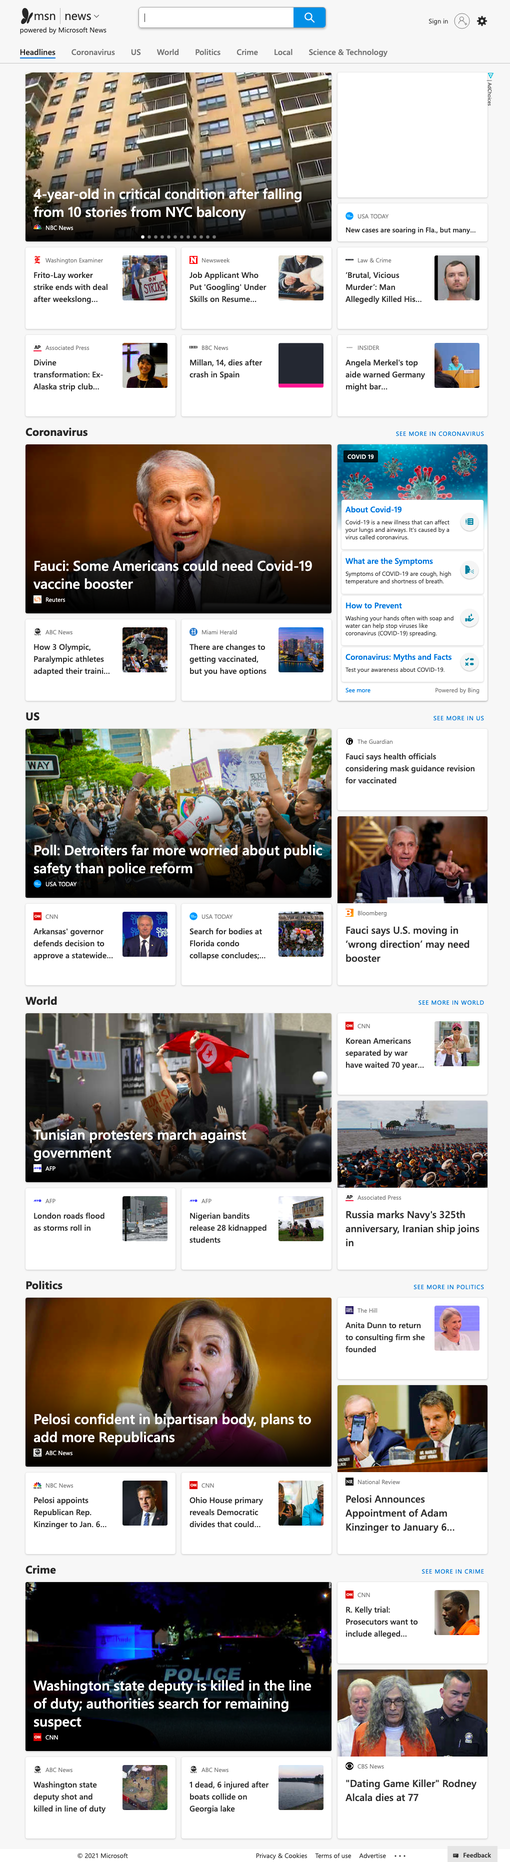 msn news
powered by Microsoft News
Sign in
Headlines Coronavirus US World Politics Crime Local Science & Technology
4-year-old in critical condition after falling
from 10 stories from NYC balcony
NBC News
AdChoices
USA TODAY
New cases are soaring in Fla., but many...
Washington Examiner
Frito-Lay worker
strike ends with deal
after weekslong...
Newsweek
Job Applicant Who
Put 'Googling' Under
Skills on Resume...
Law & Crime
'Brutal, Vicious
Murder': Man
Allegedly Killed His...
AP Associated Press
Divine
transformation: Ex-
Alaska strip club...
BBC News
Millan, 14, dies after
crash in Spain
INSIDER
Angela Merkel's top
aide warned Germany
might bar...
Coronavirus
SEE MORE IN CORONAVIRUS
Fauci: Some Americans could need Covid-19
vaccine booster
Reuters
COVID 19
About Covid-19
Covid-19 is a new illness that can affect
your lungs and airways. It's caused by a
virus called coronavirus.
What are the Symptoms
Symptoms of COVID-19 are cough, high
temperature and shortness of breath.
How to Prevent
Washing your hands often with soap and
water can help stop viruses like
coronavirus (COVID-19) spreading.
Coronavirus: Myths and Facts
Test your awareness about COVID-19.
See more
Powered by Bing
ABC News
How 3 Olympic,
Paralympic athletes
adapted their traini...
Miami Herald
There are changes to
getting vaccinated,
but you have options
US
SEE MORE IN US
WAY
Poll: Detroiters far more worried about public
safety than police reform
USA TODAY
The Guardian
Fauci says health officials
considering mask guidance revision
for vaccinated
CNN
Arkansas' governor
defends decision to
approve a statewide...
USA TODAY
Search for bodies at
Florida condo
collapse concludes;...
Bloomberg
Fauci says U.S. moving in
'wrong direction' may need
booster
World
SEE MORE IN WORLD
Tunisian protesters march against
government
AFP
CNN
Korean Americans
separated by war
have waited 70 year...
AFP
London roads flood
as storms roll in
AFP
Nigerian bandits
release 28 kidnapped
students
AP Associated Press
Russia marks Navy's 325th
anniversary, Iranian ship joins
in
Politics
SEE MORE IN POLITICS
Pelosi confident in bipartisan body, plans to
add more Republicans
ABC News
The Hill
Anita Dunn to return
to consulting firm she
founded
NBC News
Pelosi appoints
Republican Rep.
Kinzinger to Jan. 6...
CNN
Ohio House primary
reveals Democratic
divides that could...
National Review
Pelosi Announces
Appointment of Adam
Kinzinger to January 6...
Crime
SEE MORE IN CRIME
POLICE
Washington state deputy is killed in the line
of duty; authorities search for remaining
suspect
CNN
CNN
R. Kelly trial:
Prosecutors want to
include alleged...
ABC News
Washington state
deputy shot and
killed in line of duty
ABC News
1 dead, 6 injured after
boats collide on
Georgia lake
CBS News
"Dating Game Killer" Rodney
Alcala dies at 77
© 2021 Microsoft
Privacy & Cookies Terms of use Advertise
Feedback